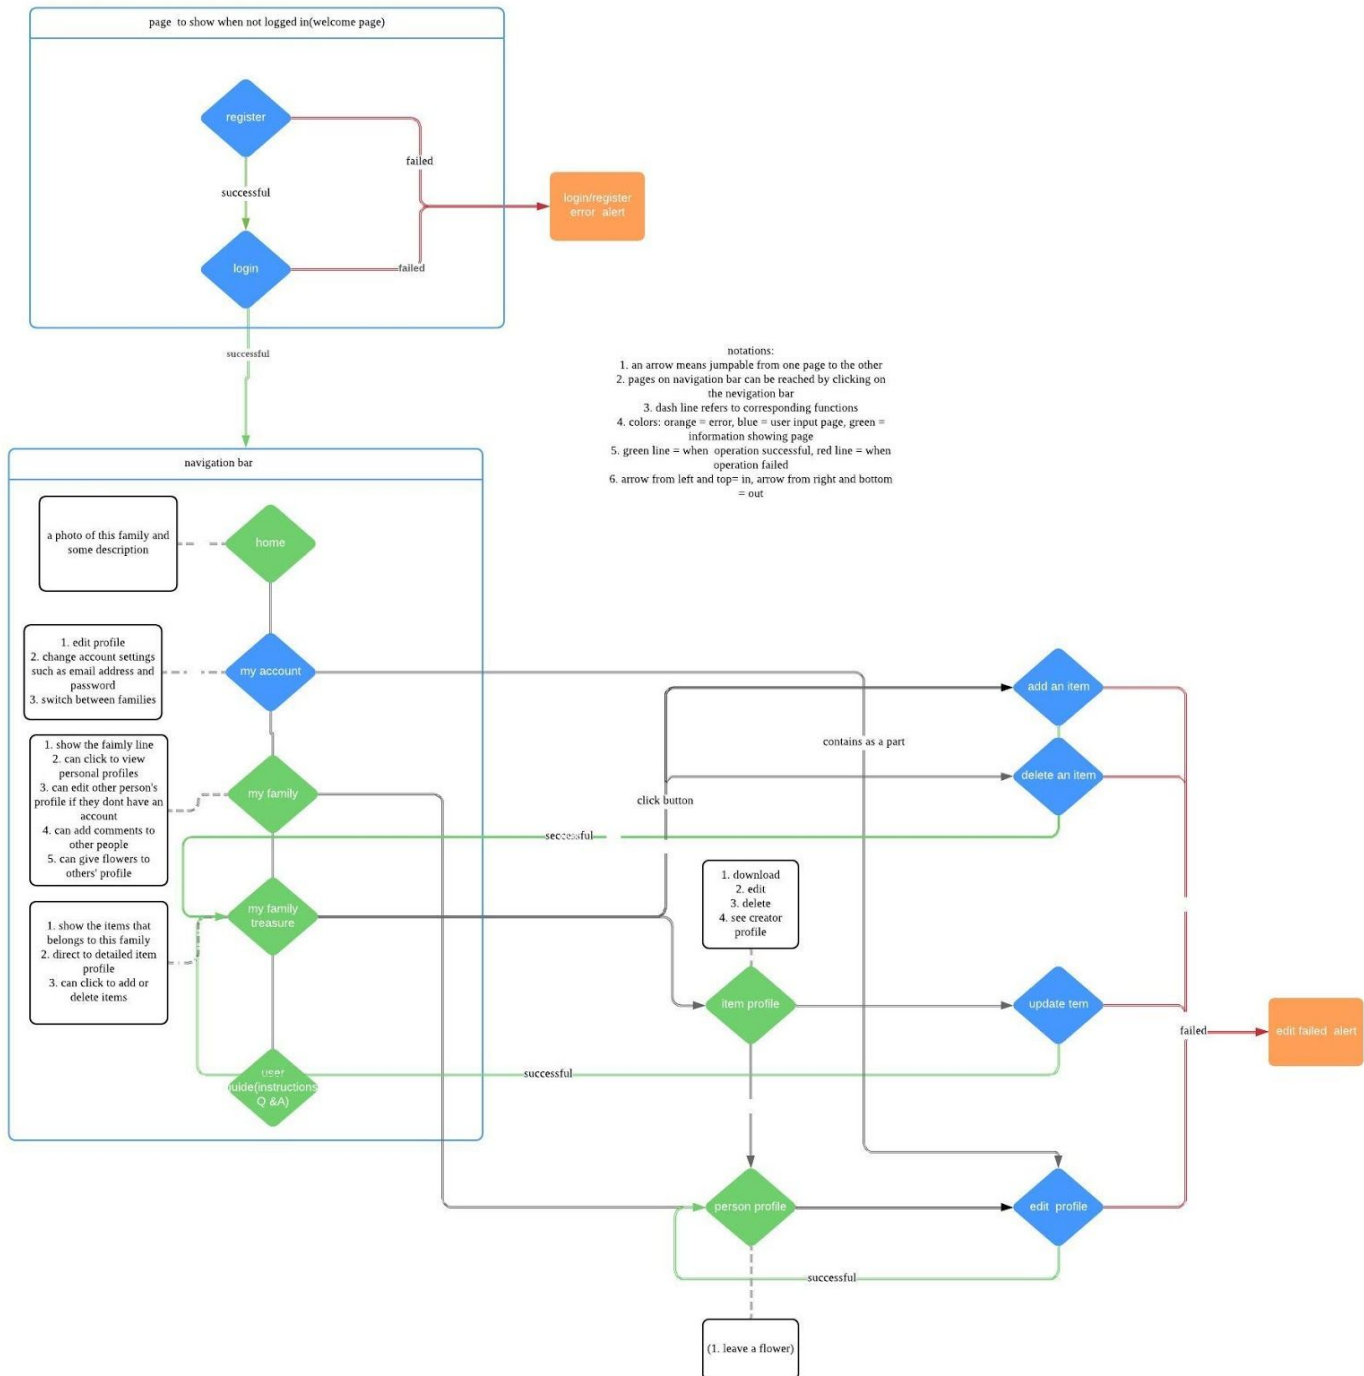 page to show when not logged in(welcome page)
register
failed
successful
login/register
error alert
login
failed
successful
notations:
1. an arrow means jumpable from one page to the other
2. pages on navigation bar can be reached by clicking on
the nevigation bar
3. dash line refers to corresponding functions
4. colors: orange = error, blue = user input page, green =
information showing page
5. green line = when operation successful, red line = when
operation failed
6. arrow from left and top= in, arrow from right and bottom
= out
navigation bar
a photo of this family and
some description
home
1. edit profile
2. change account settings
such as email address and
password
3. switch between families
my account
add an item
contains as a part
1. show the faimly line
2. can click to view
personal profiles
3. can edit other person's
profile if they dont have an
account
4. can add comments to
other people
5. can give flowers to
others' profile
my family
delete an item
click button
seccessful
1. download
2. edit
3. delete
4. see creator
profile
my family
treasure
1. show the items that
belongs to this family
2. direct to detailed item
profile
3. can click to add or
delete items
item profile
update tem
failed
edit failed alert
successful
user
uide(instructions
Q &A)
person profile
edit profile
successful
(1. leave a flower)